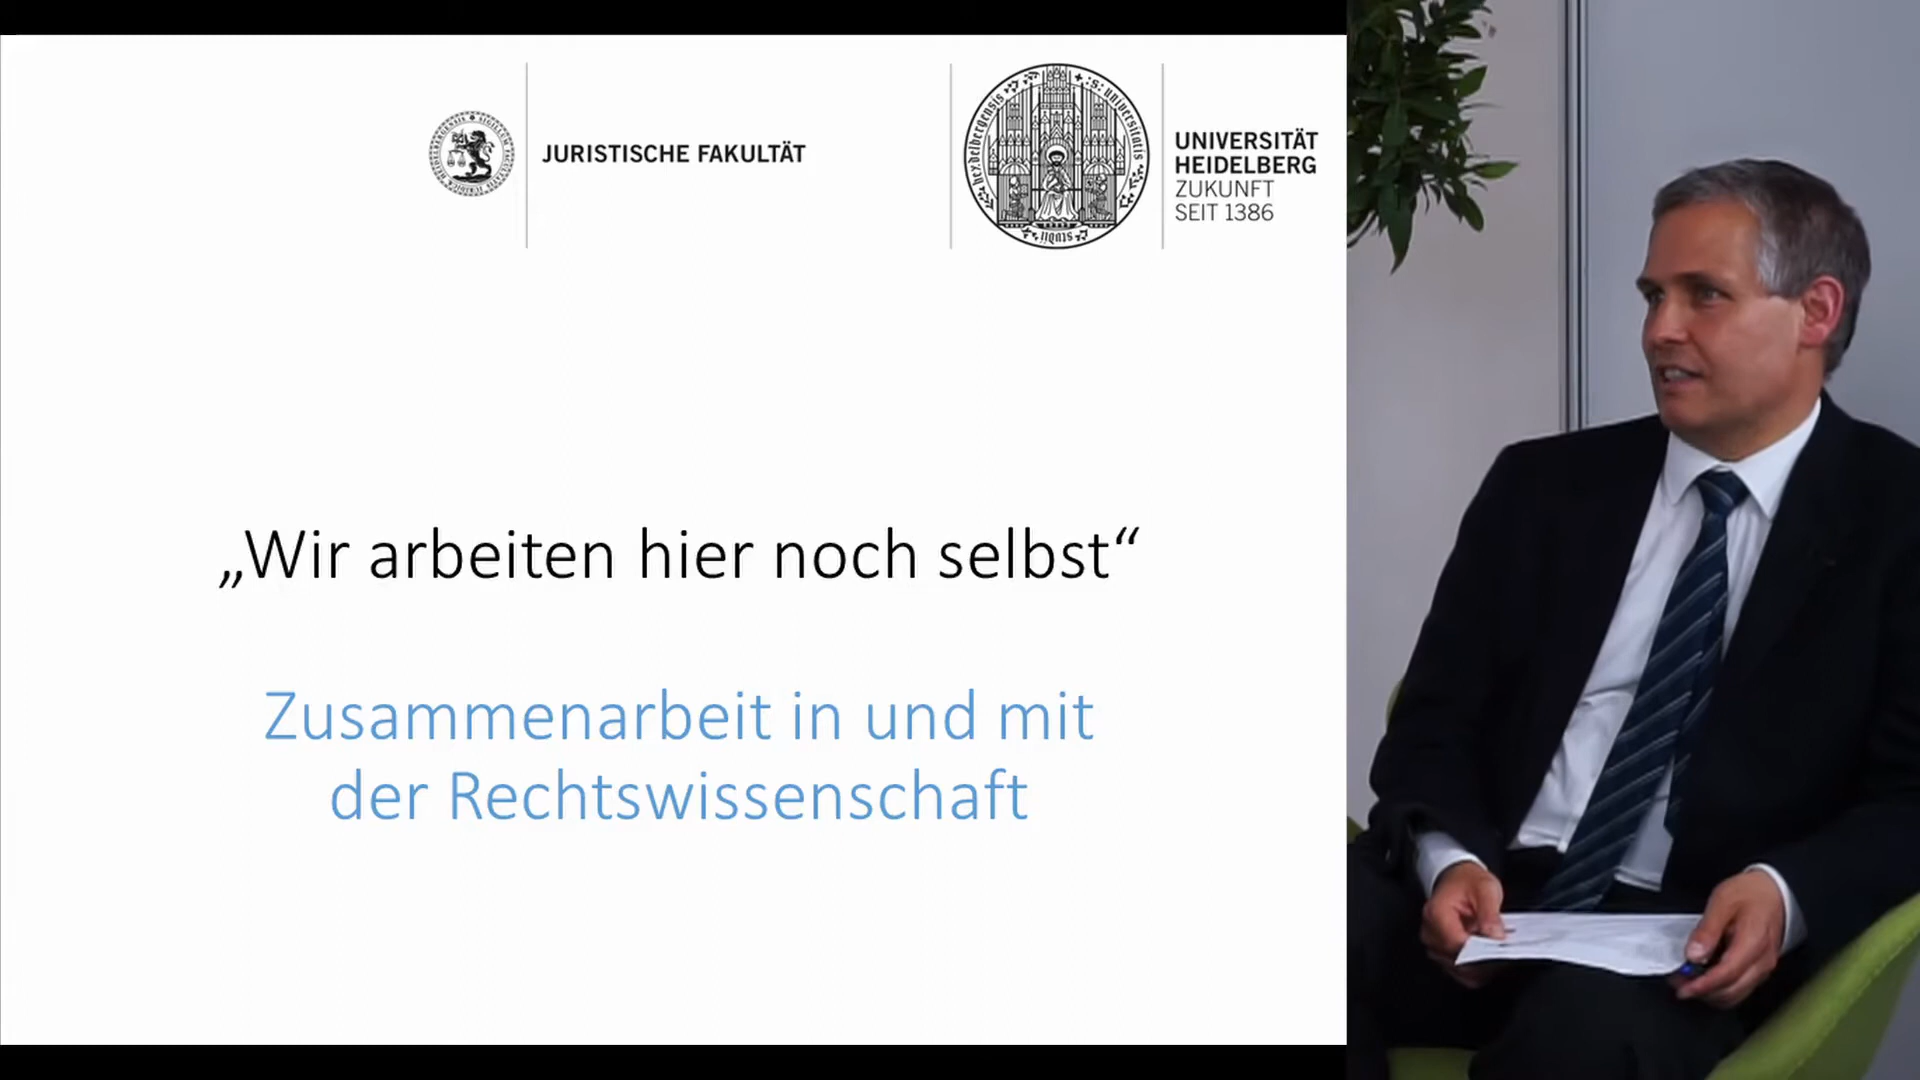 JURISTISCHE FAKULTÄT
UNIVERSITÄT
HEIDELBERG
ZUKUNFT
SEIT 1386
„Wir arbeiten hier noch selbst“
Zusammenarbeit in und mit
der Rechtswissenschaft